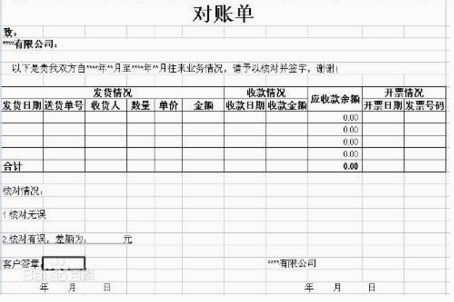 对账单
致:
****有限公司:
以下是贵我双方自****年**月至****年**月往来业务情况，请予以核对并签字，谢谢!
发货情况 收款情况 应收款余额 开票情况
发货日期 送货单号 收货人 数量 单价 金额 收款日期 收款金额 开票日期 发票号码
0.00
0.00
0.00
0.00
合计 0.00
核对情况:
1.核对无误
2.核对有误，差额为: 元
客户签章: ****有限公司
年 月 日 年 月 日